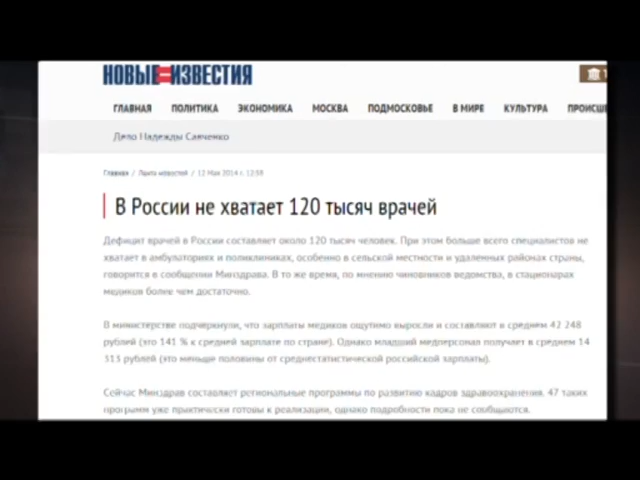 НОВЫЕ=ИЗВЕСТИЯ
ГЛАВНАЯ ПОЛИТИКА ЭКОНОМИКА МОСКВА ПОДМОСКОВЬЕ В МИРЕ КУЛЬТУРА ПРОИСШЕ
Дело Надежды Савченко
Главная / Лента новостей / 12 Мая 2014 г. 12:58
В России не хватает 120 тысяч врачей
Дефицит врачей в России составляет около 120 тысяч человек. При этом больше всего специалистов не
хватает в амбулаториях и поликлиниках, особенно в сельской местности и удаленных районах страны,
говорится в сообщении Минздрава. В то же время, по мнению чиновников ведомства, в стационарах
медиков более чем достаточно.
В министерстве подчеркнули, что зарплаты медиков ощутимо выросли и составляют в среднем 42 248
рублей (это 141 % к средней зарплате по стране). Однако младший медперсонал получает в среднем 14
313 рублей (это меньше половины от среднестатистической российской зарплаты).
Сейчас Минздрав составляет региональные программы по развитию кадров здравоохранения. 47 таких
программ уже практически готовы к реализации, однако подробности пока не сообщаются.